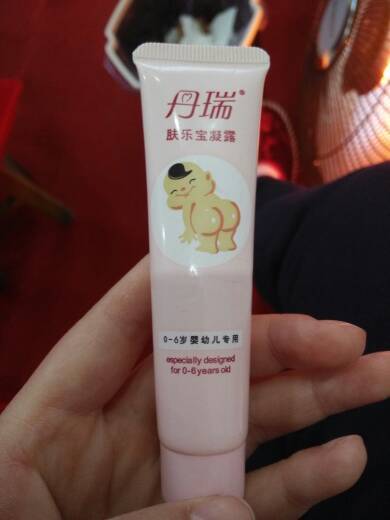 丹瑞
肤乐宝凝露
0-6岁婴幼儿专用
especially designed
for 0-6 years old